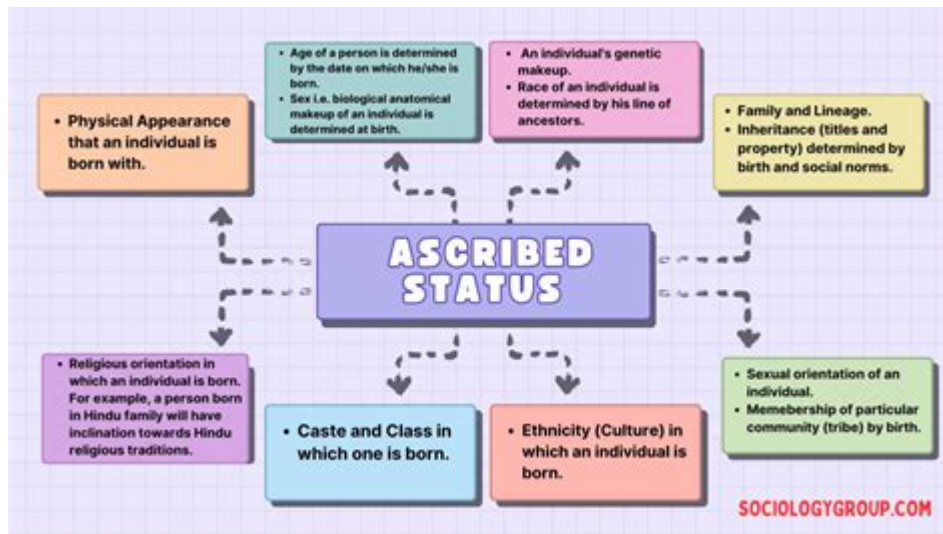 • Age of a person is determined
by the date on which he/she is
born.
• Sex i.e. biological anatomical
makeup of an individual is
determined at birth.
• An individual's genetic
makeup.
• Race of an individual is
determined by his line of
ancestors.
• Physical Appearance
that an individual is
born with.
• Family and Lineage.
• Inheritance (titles and
property) determined by
birth and social norms.
ASCRIBED
STATUS
• Religious orientation in
which an individual is born.
For example, a person born
in Hindu family will have
inclination towards Hindu
religious traditions.
• Caste and Class in
which one is born.
• Ethnicity (Culture) in
which an individual is
born.
• Sexual orientation of an
individual.
• Memebership of particular
community (tribe) by birth.
SOCIOLOGYGROUP.COM